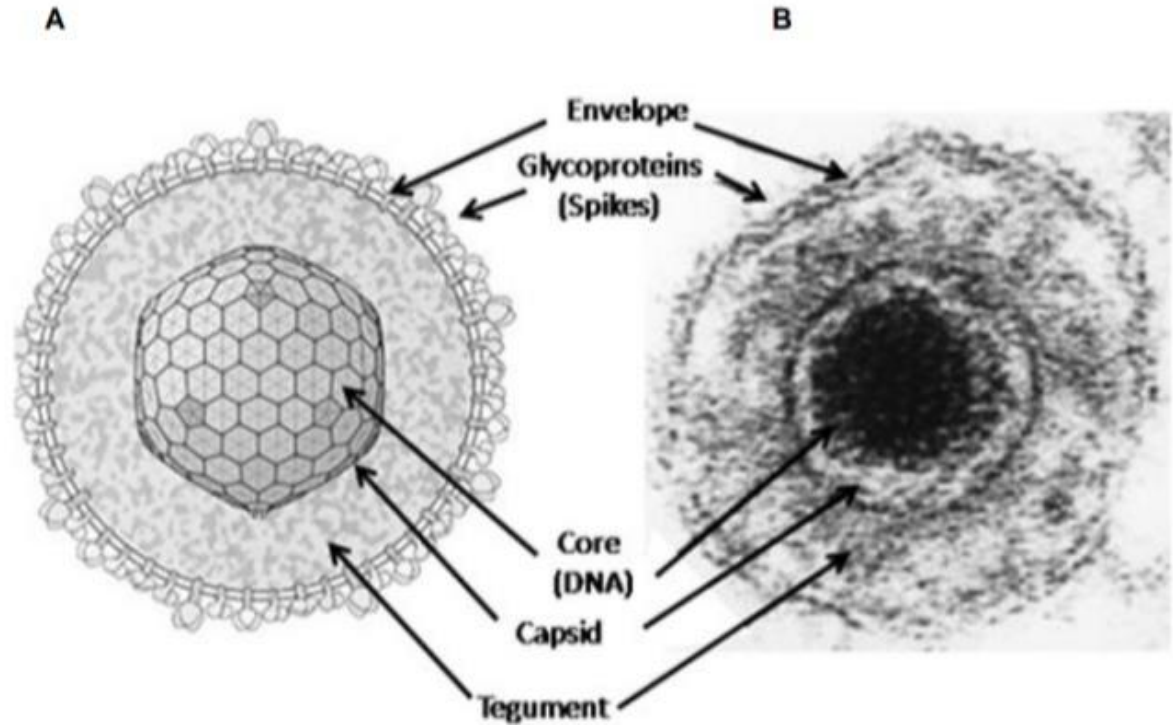 A
B
Envelope
Glycoproteins
(Spikes)
Core
(DNA)
Capsid
Tegument